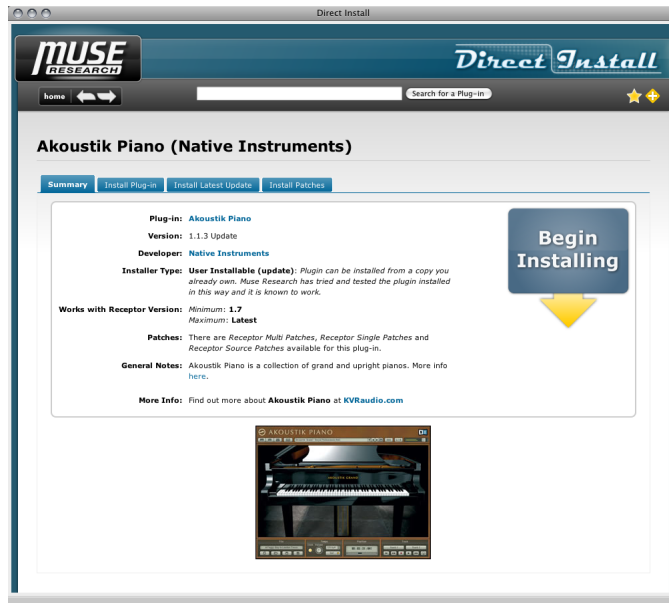 Direct Install
MUSE
RESEARCH
Direct Install
home
Search for a Plug-in
Akoustik Piano (Native Instruments)
Summary
Install Plug-in
Install Latest Update
Install Patches
Plug-in: Akoustik Piano
Version: 1.1.3 Update
Developer: Native Instruments
Installer Type: User Installable (update): Plugin can be installed from a copy you
already own. Muse Research has tried and tested the plugin installed
in this way and it is known to work.
Works with Receptor Version: Minimum: 1.7
Maximum: Latest
Patches: There are Receptor Multi Patches, Receptor Single Patches and
Receptor Source Patches available for this plug-in.
General Notes: Akoustik Piano is a collection of grand and upright pianos. More info
here.
More Info: Find out more about Akoustik Piano at KVRaudio.com
Begin
Installing
AKOUSTIK PIANO